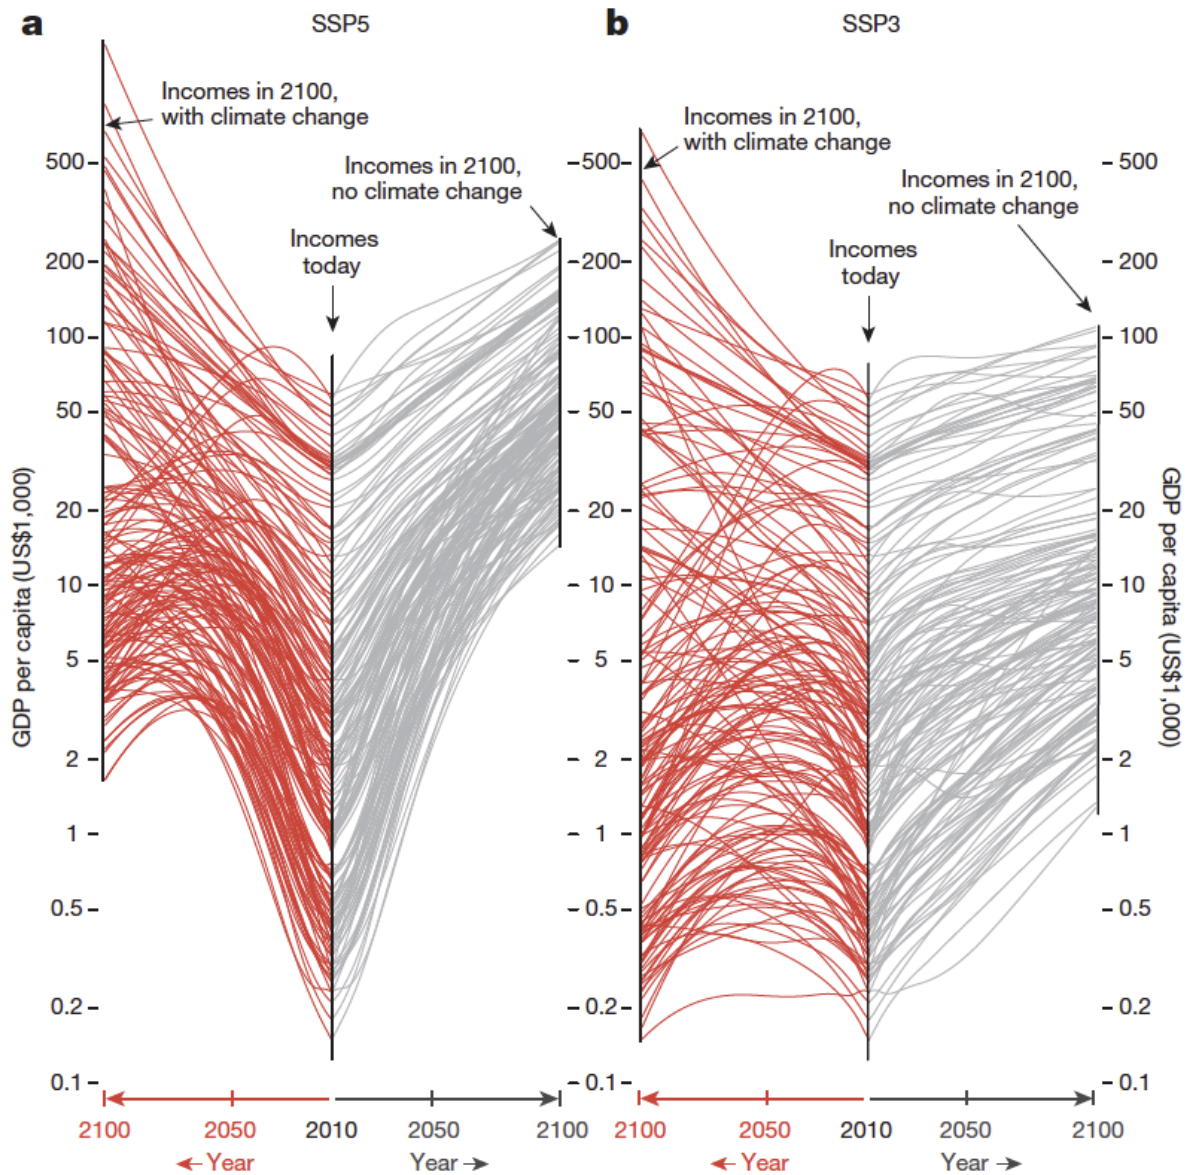 a
SSP5
b
SSP3
Incomes in 2100,
with climate change
Incomes in 2100,
no climate change
Incomes
today
Incomes in 2100,
with climate change
Incomes in 2100,
no climate change
Incomes
today
GDP per capita (US$1,000)
500
200
100
50
20
10
5
2
1
0.5
0.2
0.1
500
200
100
50
20
10
5
2
1
0.5
0.2
0.1
500
200
100
50
20
10
5
2
1
0.5
0.2
0.1
GDP per capita (US$1,000)
2100 2050 2010 2050 2100
← Year Year →
2100 2050 2010 2050 2100
← Year Year →